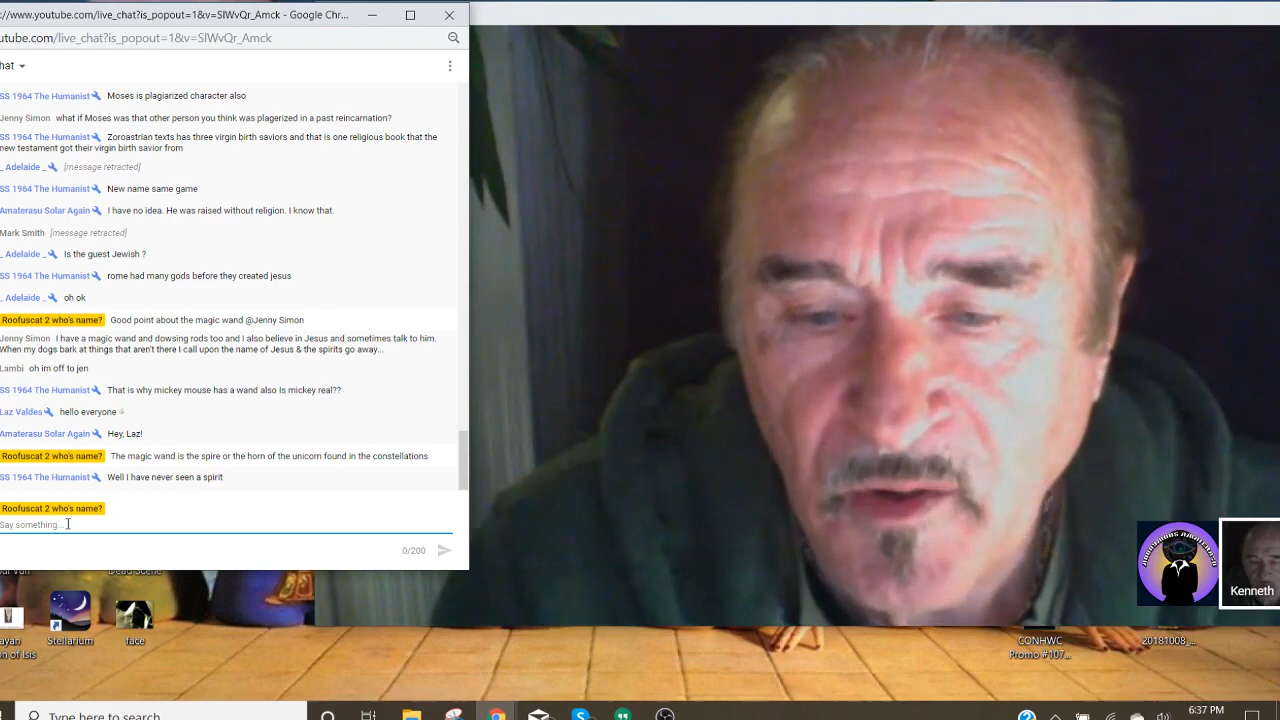 ://www.youtube.com/live_chat?is_popout=1&v=SlWvQr_Amck - Google Chr...
utube.com/live_chat?is_popout=1&v=SlWvQr_Amck
hat
SS 1964 The Humanist Moses is plagiarized character also
Jenny Simon what if Moses was that other person you think was plagerized in a past reincarnation?
SS 1964 The Humanist Zoroastrian texts has three virgin birth saviors and that is one religious book that the
new testament got their virgin birth savior from
_ Adelaide _ [message retracted]
SS 1964 The Humanist New name same game
Amaterasu Solar Again I have no idea. He was raised without religion. I know that.
Mark Smith [message retracted]
_ Adelaide _ Is the guest Jewish ?
SS 1964 The Humanist rome had many gods before they created jesus
_ Adelaide _ oh ok
Roofuscat 2 who's name? Good point about the magic wand @Jenny Simon
Jenny Simon I have a magic wand and dowsing rods too and I also believe in Jesus and sometimes talk to him.
When my dogs bark at things that aren't there I call upon the name of Jesus & the spirits go away...
Lambi oh im off to jen
SS 1964 The Humanist That is why mickey mouse has a wand also Is mickey real??
Laz Valdes hello everyone
Amaterasu Solar Again Hey, Laz!
Roofuscat 2 who's name? The magic wand is the spire or the horn of the unicorn found in the constellations
SS 1964 The Humanist Well I have never seen a spirit
Roofuscat 2 who's name?
Say something...
0/200
Kenneth
ayan
on of Isis
Stellarium
face
CONHWC
Promo #107...
20181008_...
Type here to search
6:37 PM